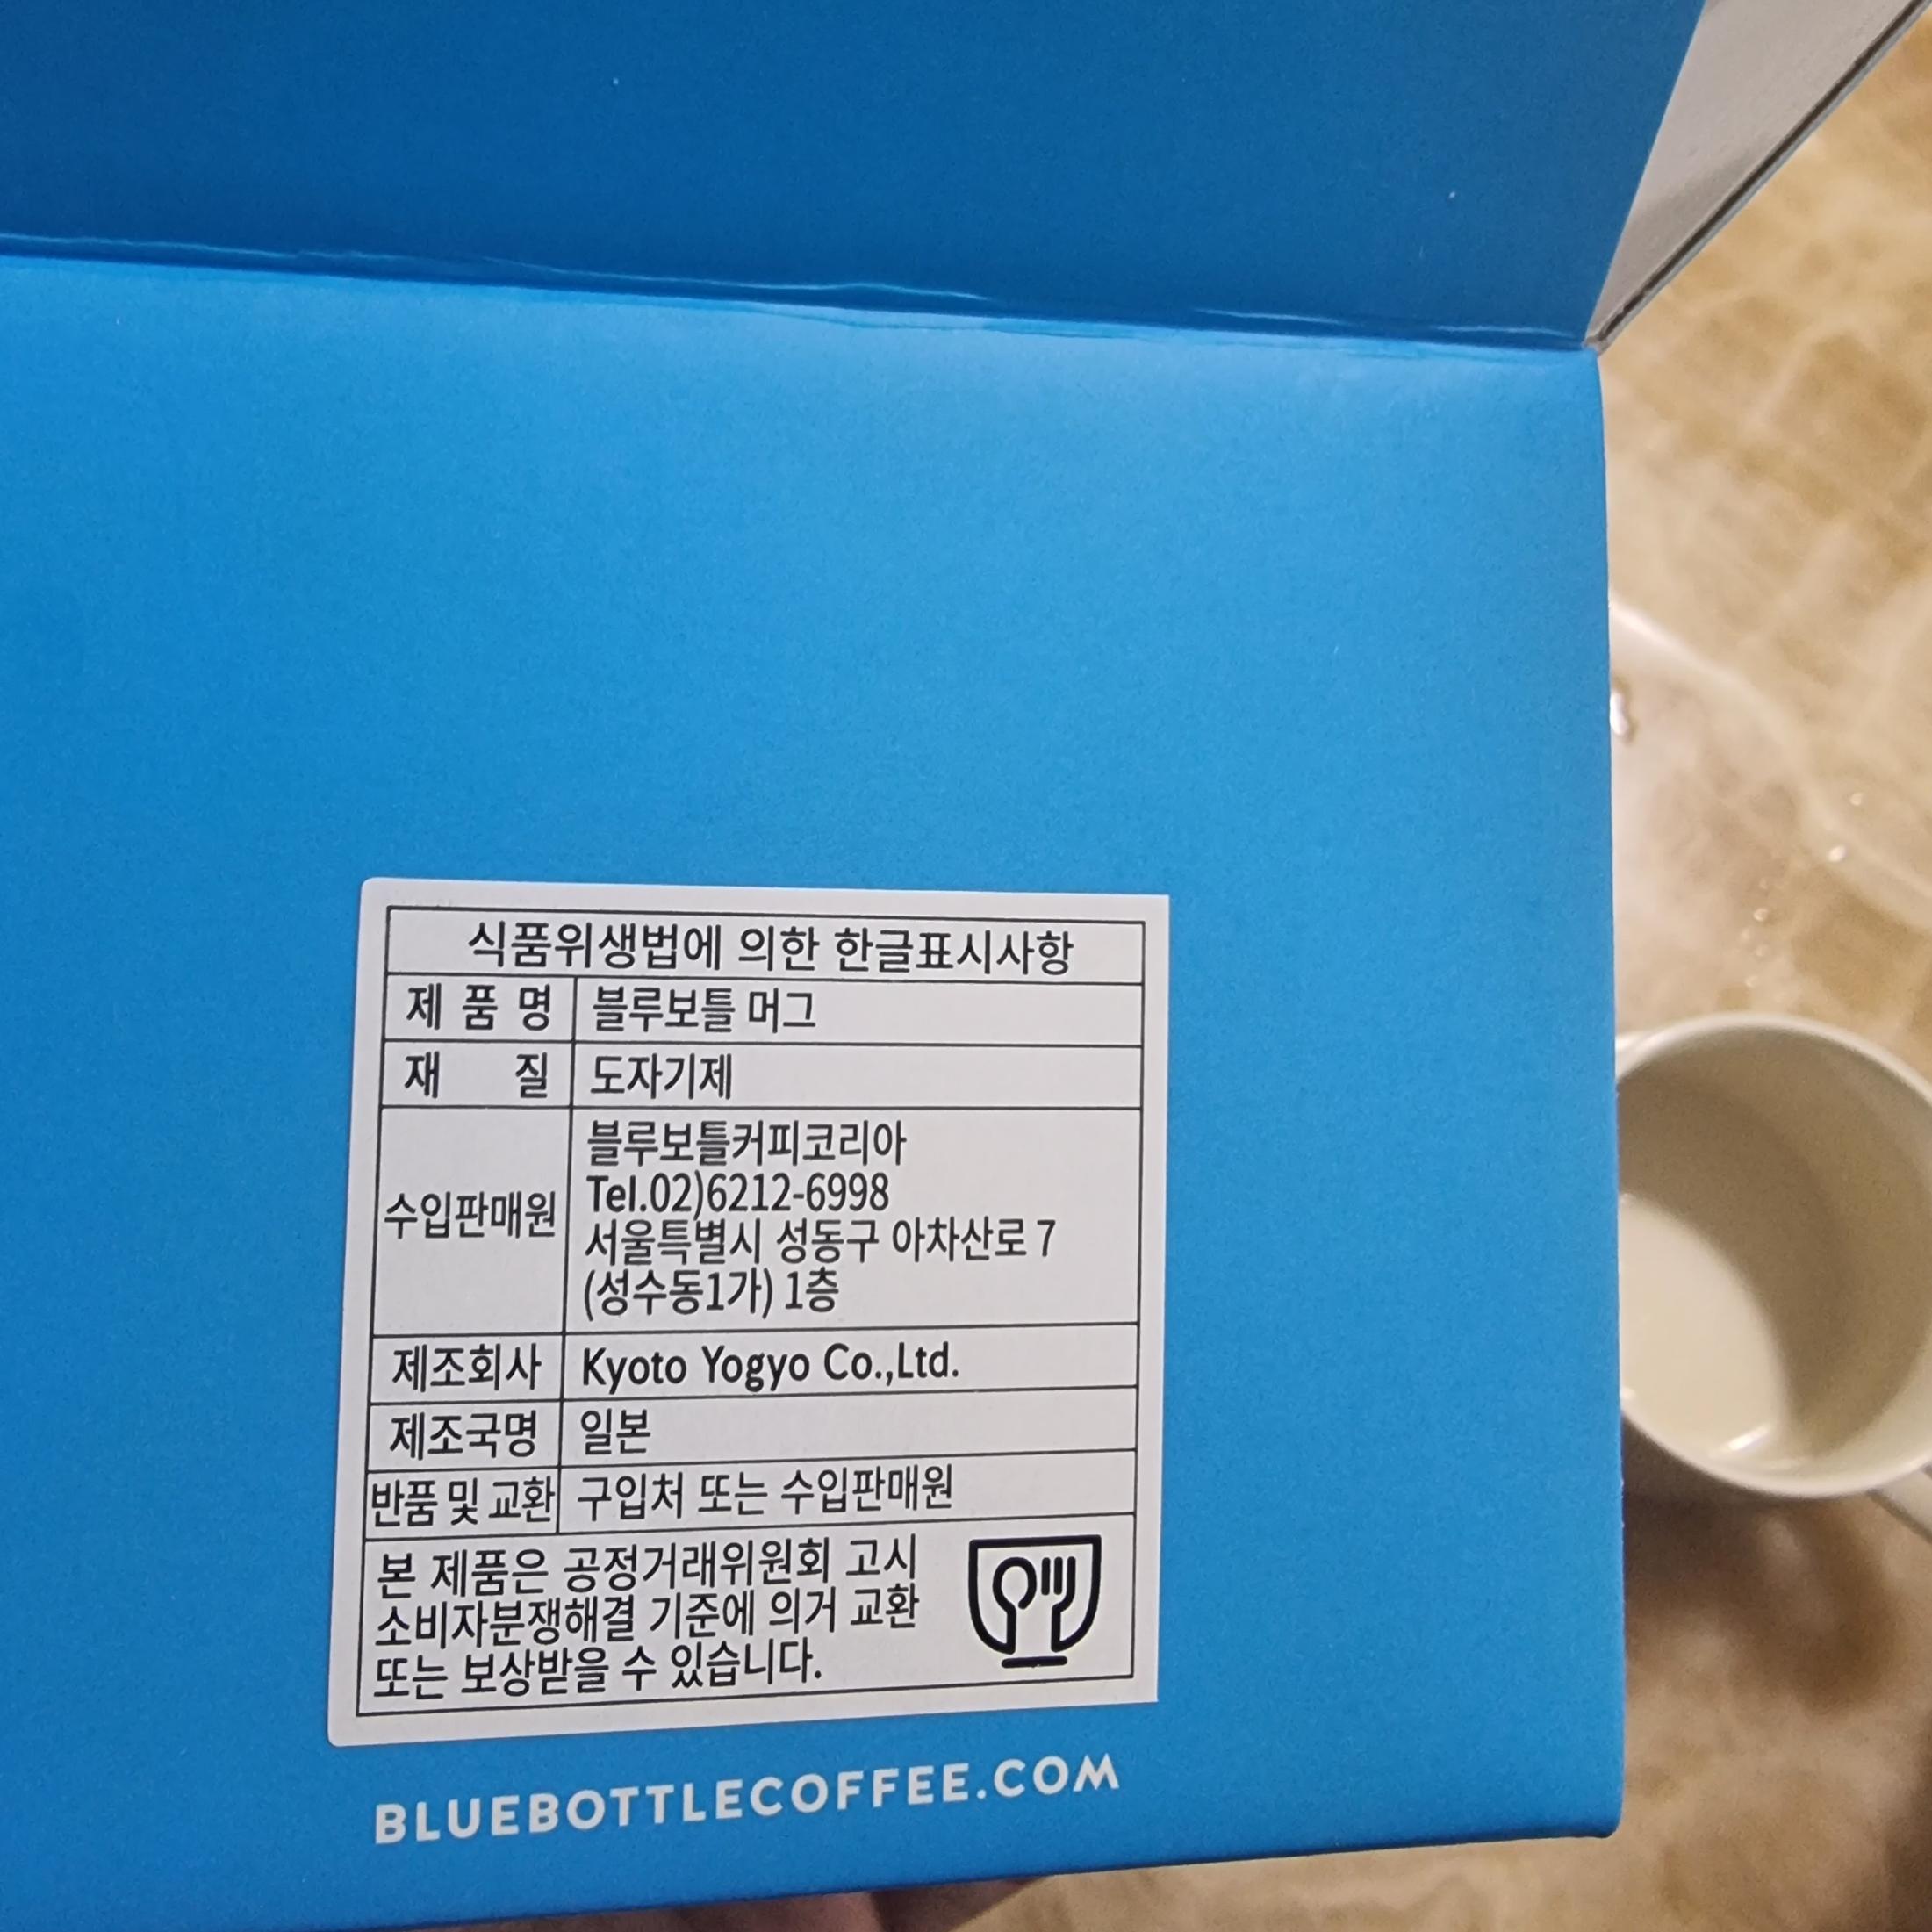 식품위생법에 의한 한글표시사항
제 품 명 블루보틀 머그
재 질 도자기제
수입판매원
블루보틀커피코리아
Tel.02)6212-6998
서울특별시 성동구 아차산로 7
(성수동1가) 1층
제조회사 Kyoto Yogyo Co.,Ltd.
제조국명 일본
반품 및 교환 구입처 또는 수입판매원
본 제품은 공정거래위원회 고시
소비자분쟁해결 기준에 의거 교환
또는 보상받을 수 있습니다.
BLUEBOTTLECOFFEE.COM